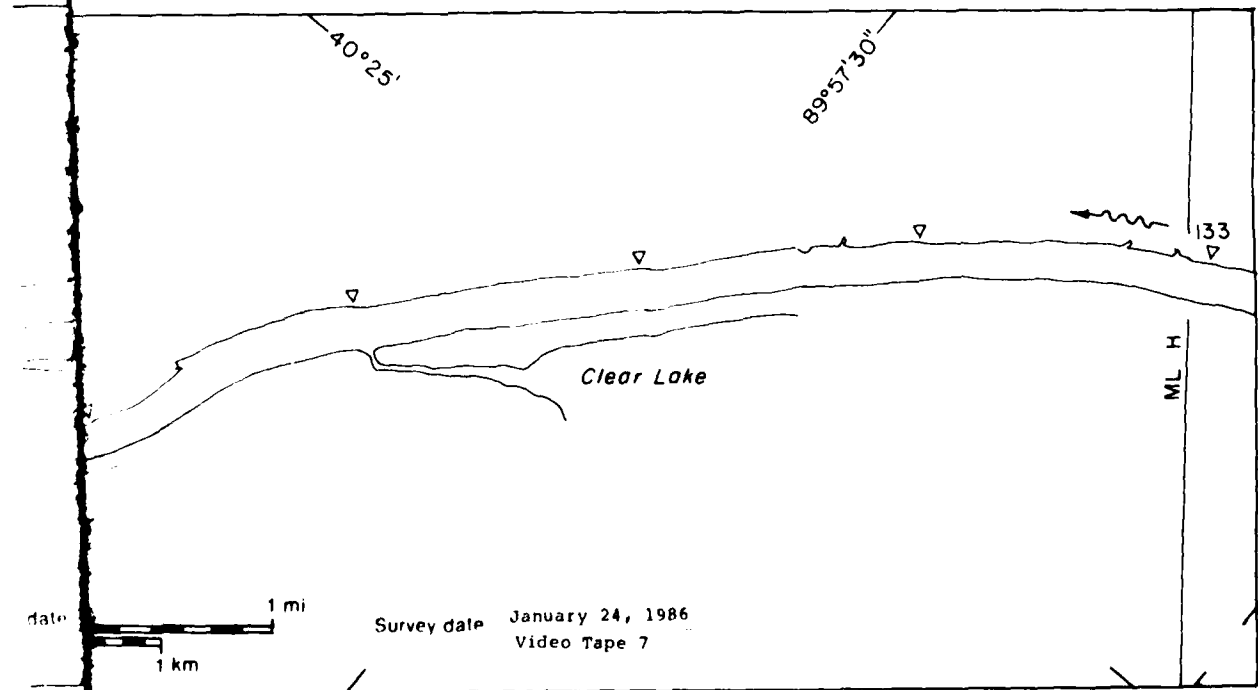 40°25'
89°57'30"
133
ML H
Clear Lake
date
1 mi
1 km
Survey date January 24, 1986
Video Tape 7